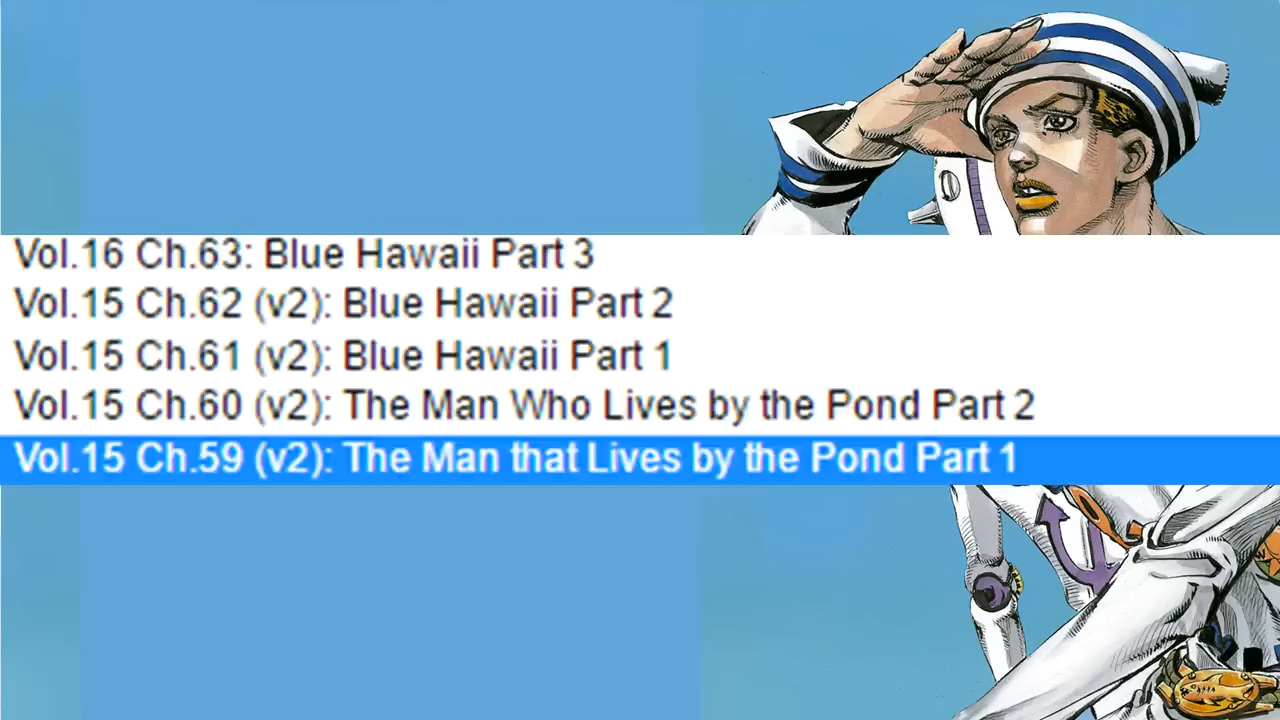 Vol.16 Ch.63: Blue Hawaii Part 3
Vol.15 Ch.62 (v2): Blue Hawaii Part 2
Vol.15 Ch.61 (v2): Blue Hawaii Part 1
Vol.15 Ch.60 (v2): The Man Who Lives by the Pond Part 2
Vol.15 Ch.59 (v2): The Man that Lives by the Pond Part 1